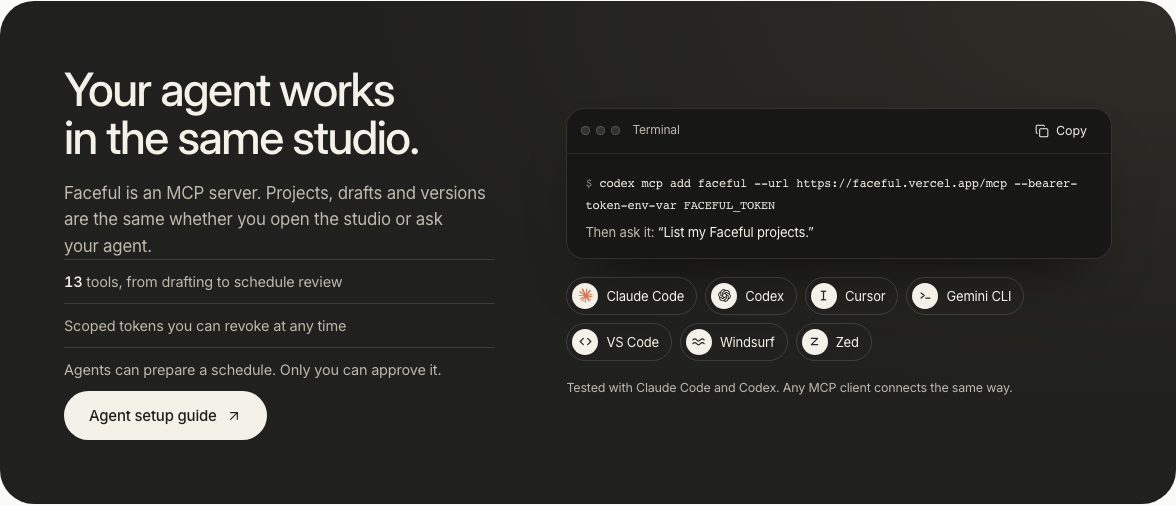 Your agent works
in the same studio.
Faceful is an MCP server. Projects, drafts and versions
are the same whether you open the studio or ask
your agent.
13 tools, from drafting to schedule review
Scoped tokens you can revoke at any time
Agents can prepare a schedule. Only you can approve it.
Agent setup guide
Terminal
Copy
$ codex mcp add faceful --url https://faceful.vercel.app/mcp --bearer-
token-env-var FACEFUL_TOKEN
Then ask it: “List my Faceful projects.”
Claude Code
Codex
Cursor
Gemini CLI
VS Code
Windsurf
Zed
Tested with Claude Code and Codex. Any MCP client connects the same way.